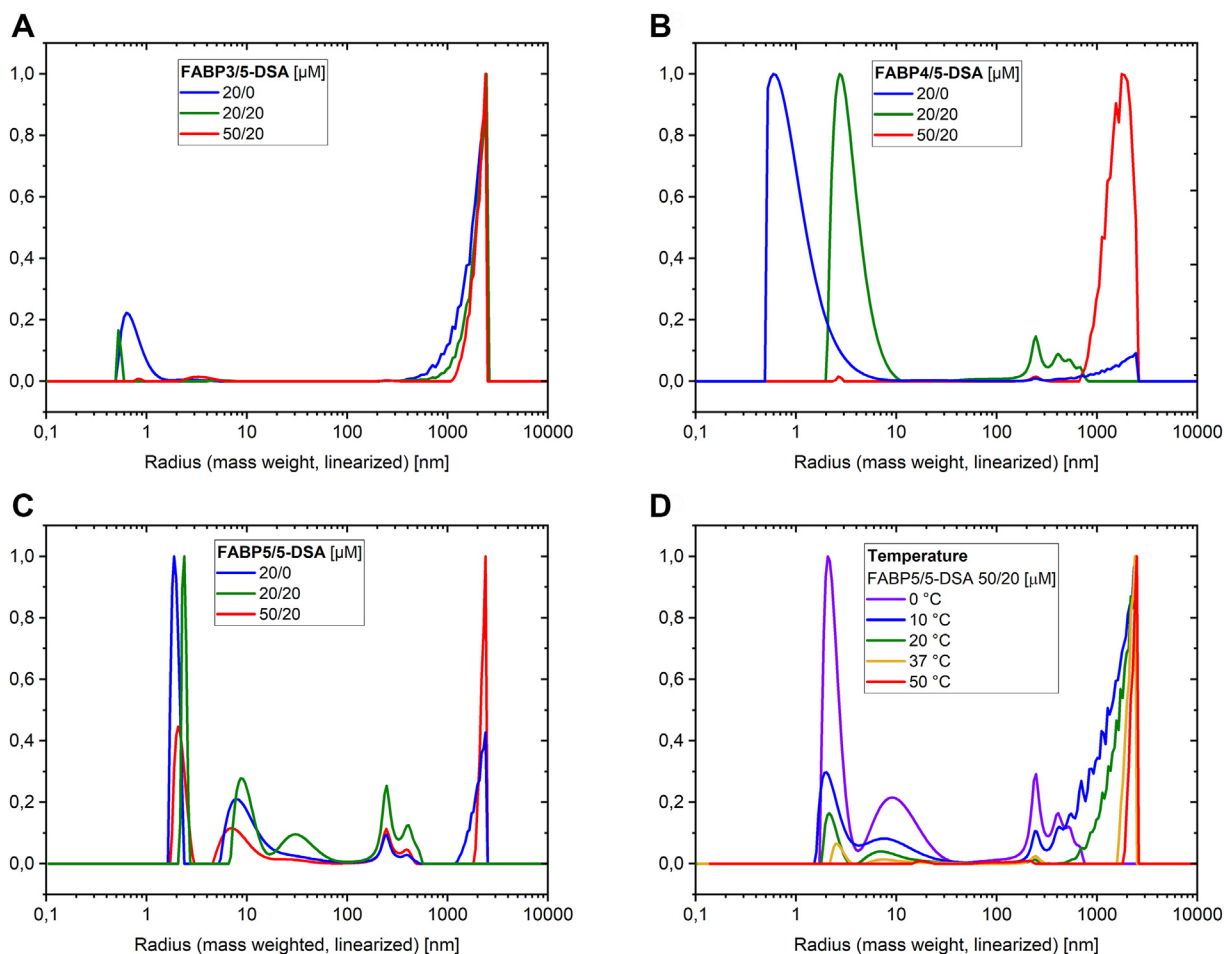 A
1,0
0,8
0,6
0,4
0,2
0,0
FABP3/5-DSA [µM]
20/0
20/20
50/20
0,1 1 10 100 1000 10000
Radius (mass weight, linearized) [nm]
B
1,0
0,8
0,6
0,4
0,2
0,0
FABP4/5-DSA [µM]
20/0
20/20
50/20
0,1 1 10 100 1000 10000
Radius (mass weight, linearized) [nm]
C
1,0
0,8
0,6
0,4
0,2
0,0
FABP5/5-DSA [µM]
20/0
20/20
50/20
0,1 1 10 100 1000 10000
Radius (mass weighted, linearized) [nm]
D
1,0
0,8
0,6
0,4
0,2
0,0
Temperature
FABP5/5-DSA 50/20 [µM]
0 °C
10 °C
20 °C
37 °C
50 °C
0,1 1 10 100 1000 10000
Radius (mass weight, linearized) [nm]